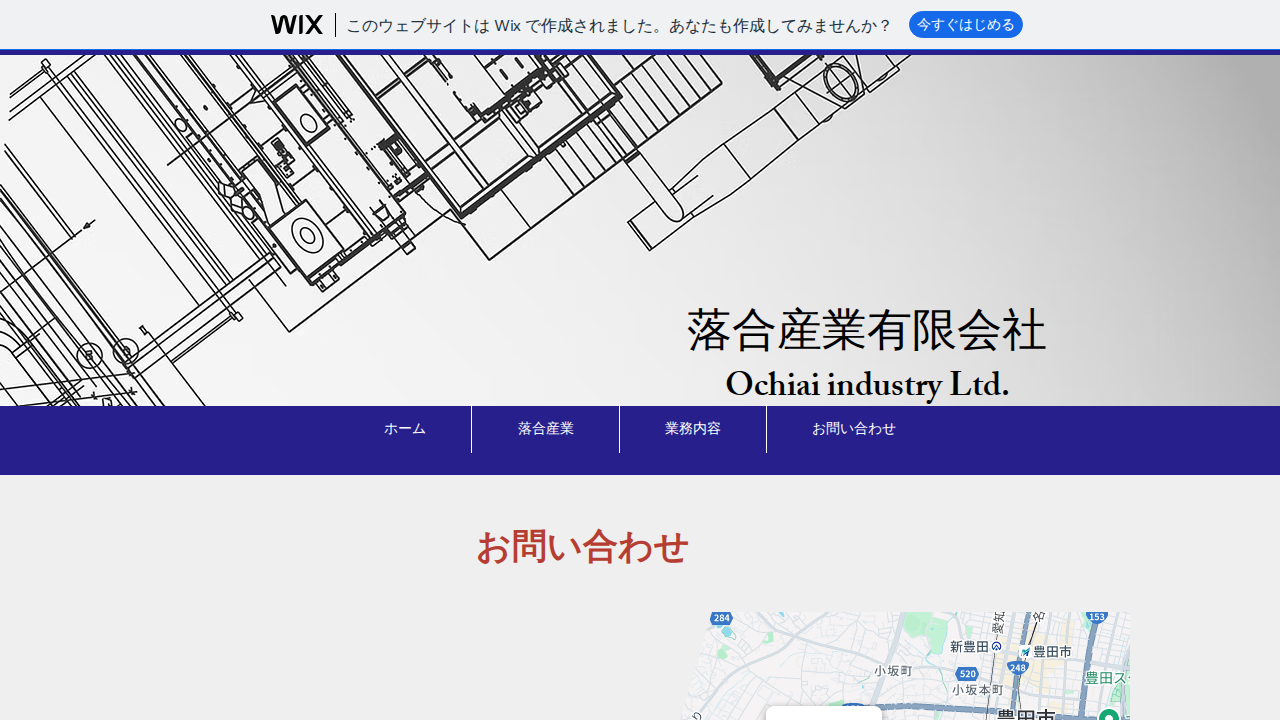 WIX
このウェブサイトは Wix で作成されました。あなたも作成してみませんか？
今すぐはじめる
落合産業有限会社
Ochiai industry Ltd.
ホーム
落合産業
業務内容
お問い合わせ
お問い合わせ
284
153
愛知
名
新豊田
豊田市
248
小坂町
520
小坂本町
豊田ス
豊田市